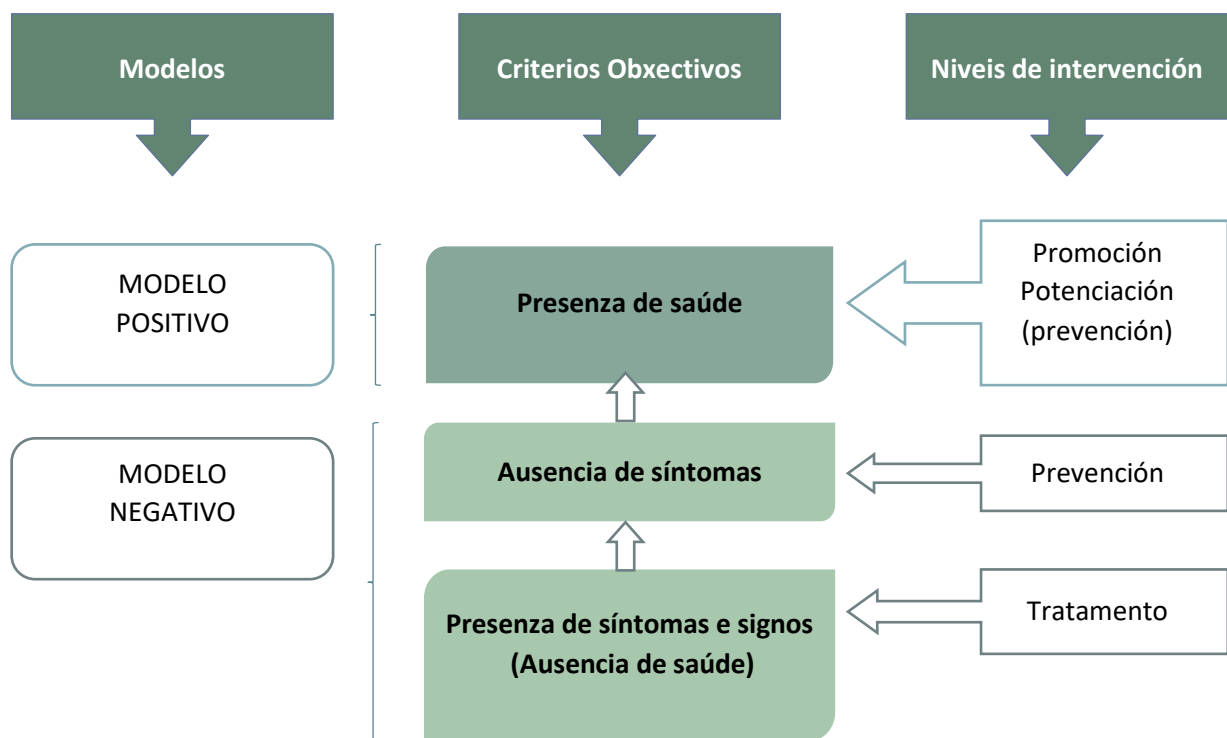 Modelos
Criterios Obxectivos
Niveis de intervención
MODELO
POSITIVO
Presenza de saúde
Promoción
Potenciación
(prevención)
MODELO
NEGATIVO
Ausencia de síntomas
Prevención
Presenza de síntomas e signos
(Ausencia de saúde)
Tratamento